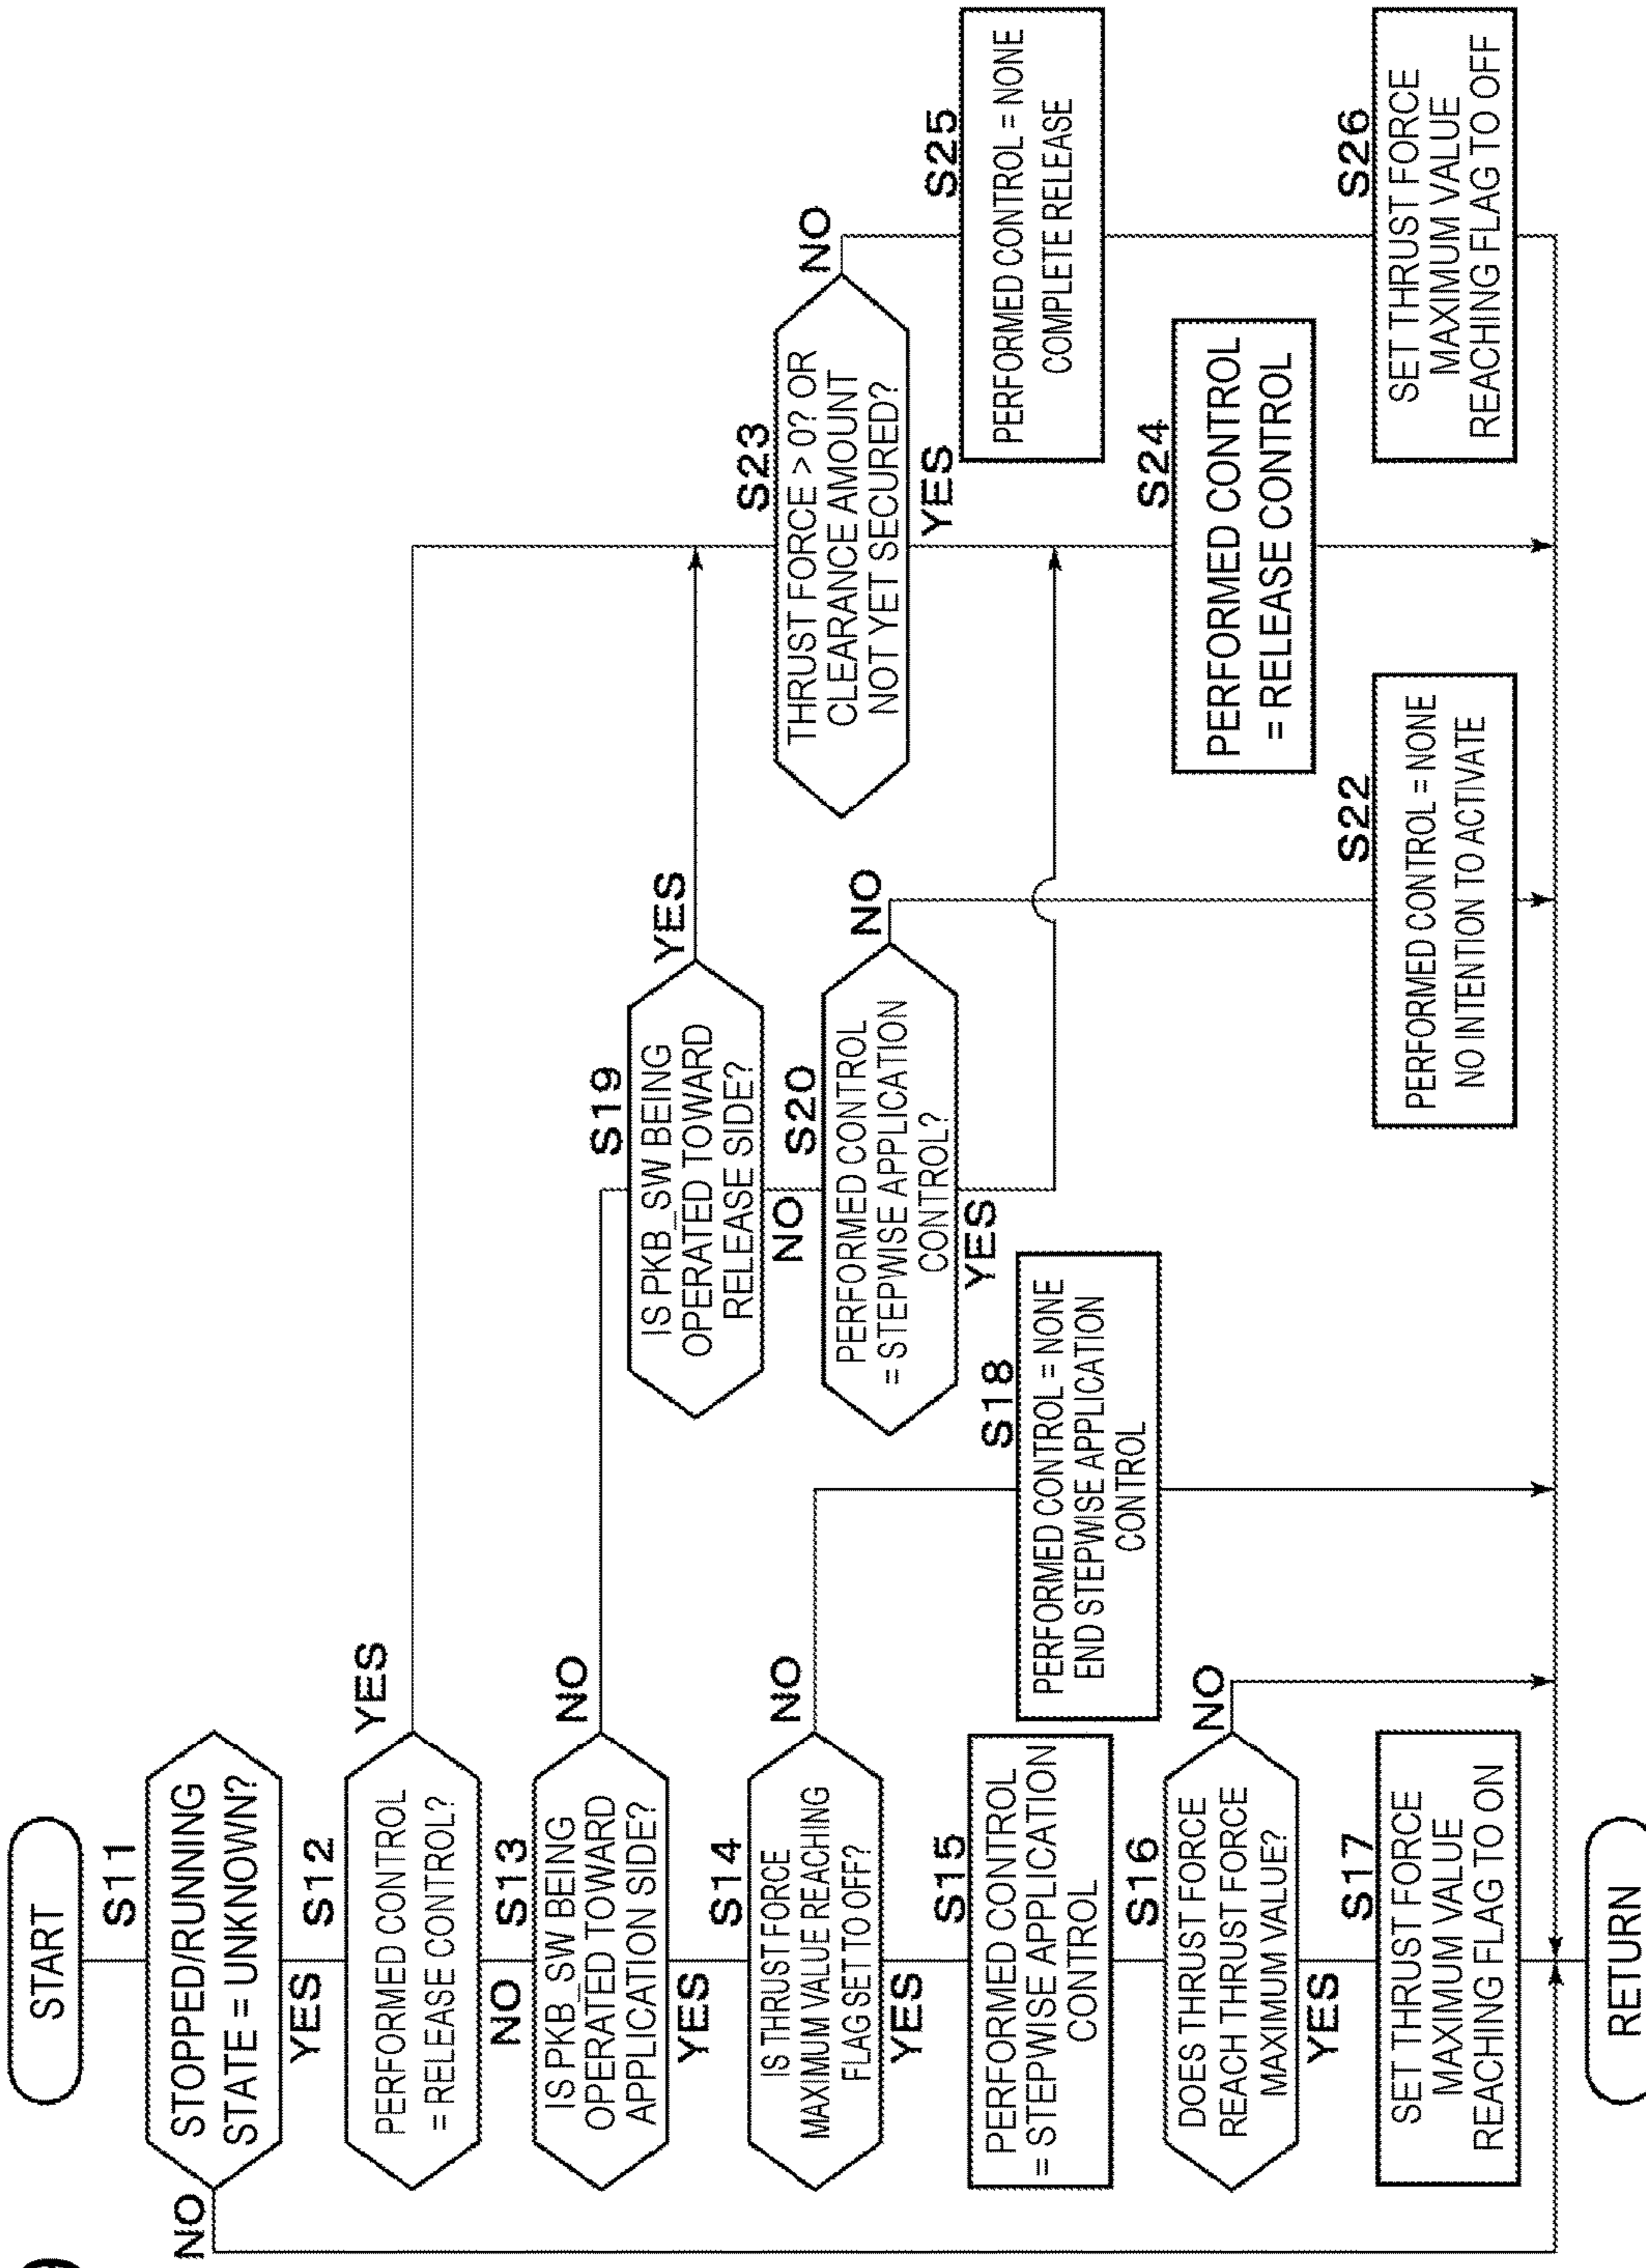 START
S11
STOPPED/RUNNING
STATE = UNKNOWN?
NO
YES
S12
PERFORMED CONTROL
= RELEASE CONTROL?
YES
NO
S13
IS PKB_SW BEING
OPERATED TOWARD
APPLICATION SIDE?
NO
YES
S14
IS THRUST FORCE
MAXIMUM VALUE REACHING
FLAG SET TO OFF?
NO
YES
S15
PERFORMED CONTROL
= STEPWISE APPLICATION
CONTROL
S16
DOES THRUST FORCE
REACH THRUST FORCE
MAXIMUM VALUE?
NO
YES
S17
SET THRUST FORCE
MAXIMUM VALUE
REACHING FLAG TO ON
S18
PERFORMED CONTROL = NONE
END STEPWISE APPLICATION
CONTROL
S19
IS PKB_SW BEING
OPERATED TOWARD
RELEASE SIDE?
YES
NO
S20
PERFORMED CONTROL
= STEPWISE APPLICATION
CONTROL?
NO
YES
S22
PERFORMED CONTROL = NONE
NO INTENTION TO ACTIVATE
S23
THRUST FORCE > 0? OR
CLEARANCE AMOUNT
NOT YET SECURED?
NO
YES
S24
PERFORMED CONTROL
= RELEASE CONTROL
S25
PERFORMED CONTROL = NONE
COMPLETE RELEASE
S26
SET THRUST FORCE
MAXIMUM VALUE
REACHING FLAG TO OFF
RETURN